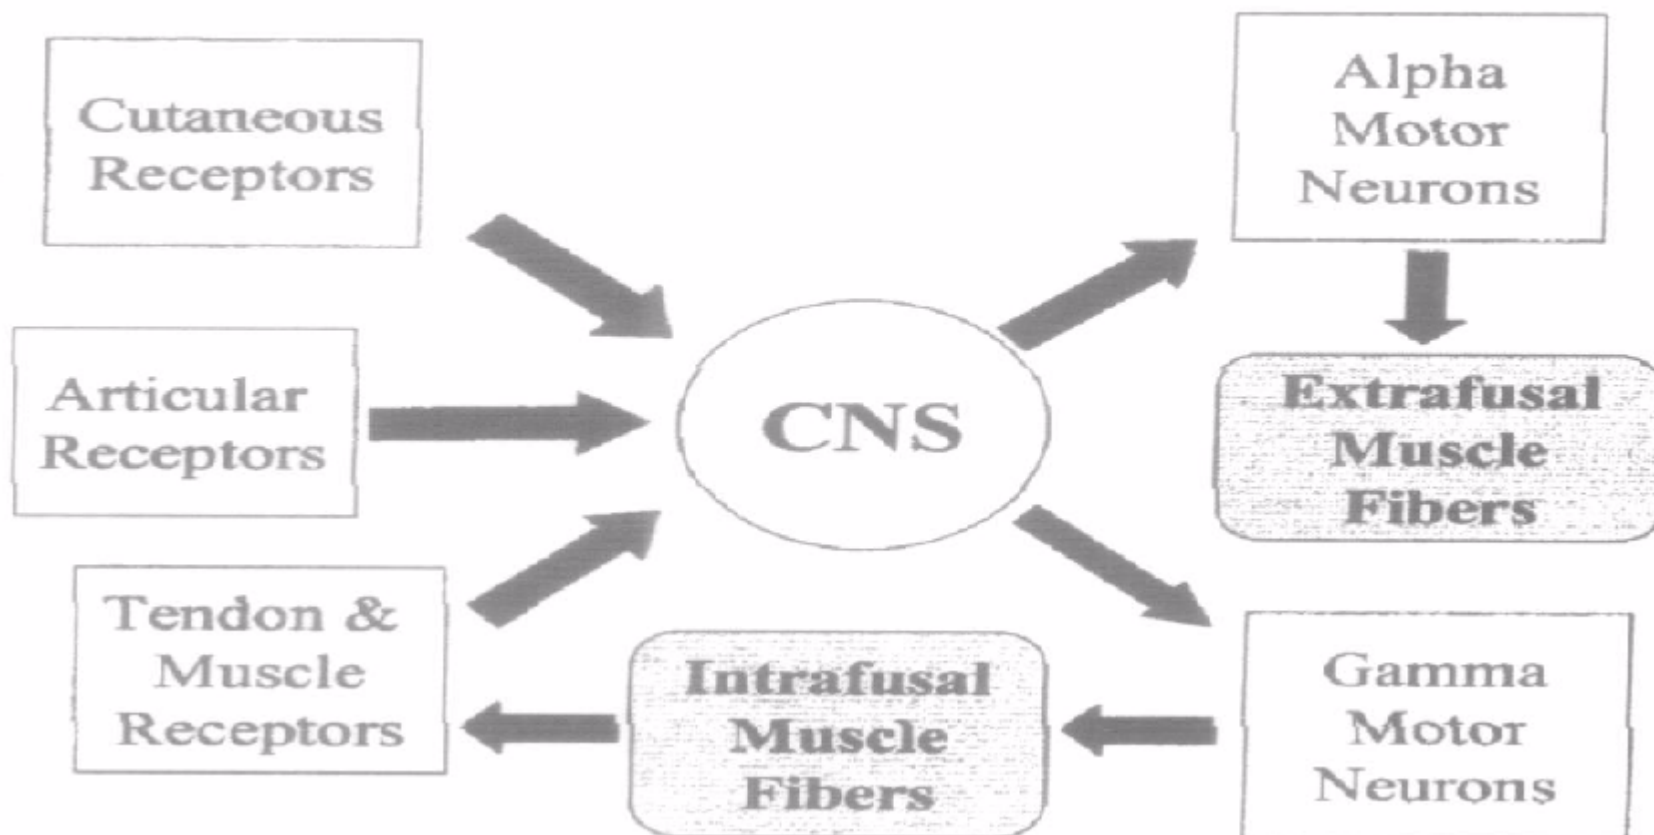 Cutaneous
Receptors
Articular
Receptors
Tendon &
Muscle
Receptors
CNS
Alpha
Motor
Neurons
Extrafusal
Muscle
Fibers
Gamma
Motor
Neurons
Intrafusal
Muscle
Fibers